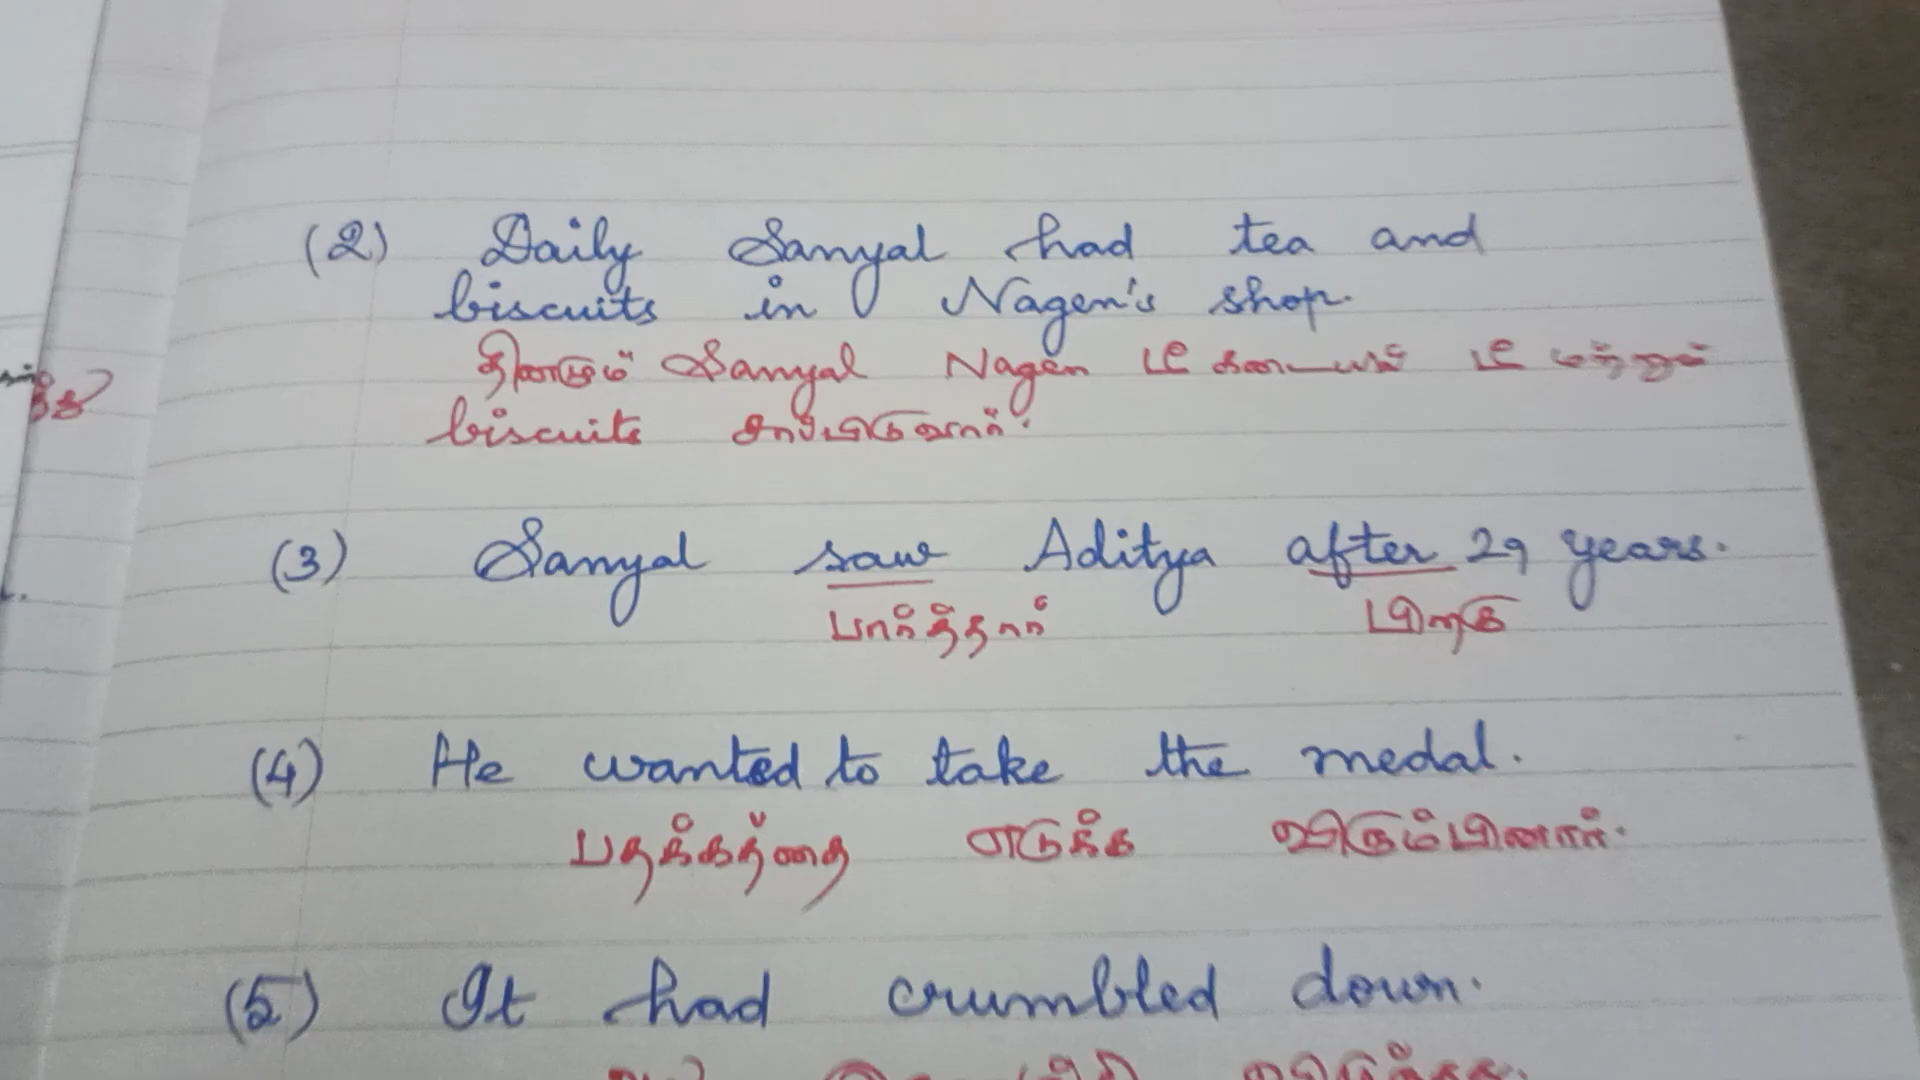 (2) Daily Sanyal had tea and
biscuits in Nagen's shop.
தினமும் Sanyal Nagen டீ கடையில் டீ மற்றும்
biscuits சாப்பிடுவார்.
(3) Sanyal saw Aditya after 29 years.
பார்த்தார் பிறகு
(4) He wanted to take the medal.
பதக்கத்தை எடுக்க விரும்பினார்.
(5) It had crumbled down.